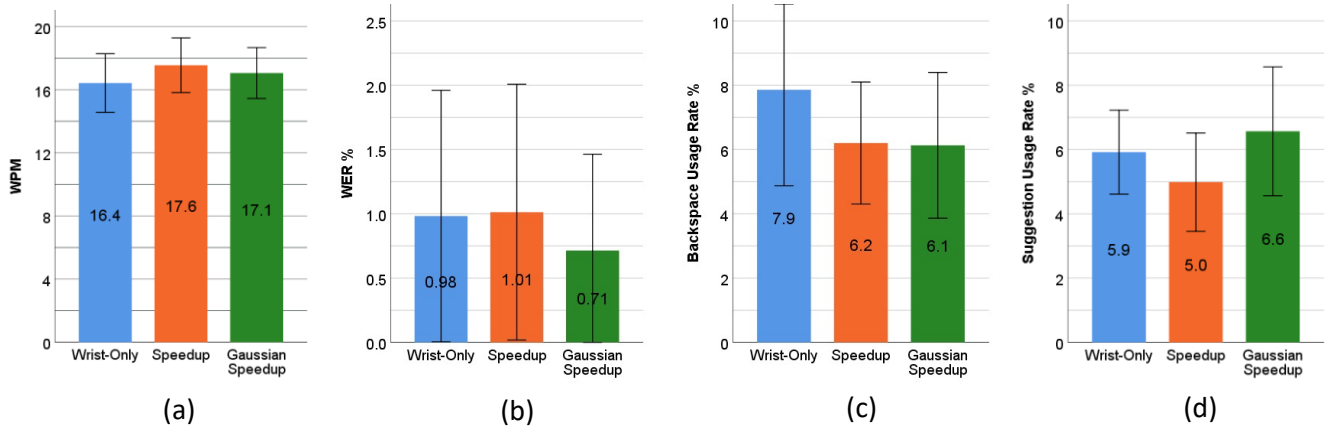 WPM
20
16
12
8
4
0
16.4
17.6
17.1
Wrist-Only
Speedup
Gaussian
Speedup
(a)
WER %
2.5
2.0
1.5
1.0
0.5
0.0
0.98
1.01
0.71
Wrist-Only
Speedup
Gaussian
Speedup
(b)
Backspace Usage Rate %
10
8
6
4
2
0
7.9
6.2
6.1
Wrist-Only
Speedup
Gaussian
Speedup
(c)
Suggestion Usage Rate %
10
8
6
4
2
0
5.9
5.0
6.6
Wrist-Only
Speedup
Gaussian
Speedup
(d)